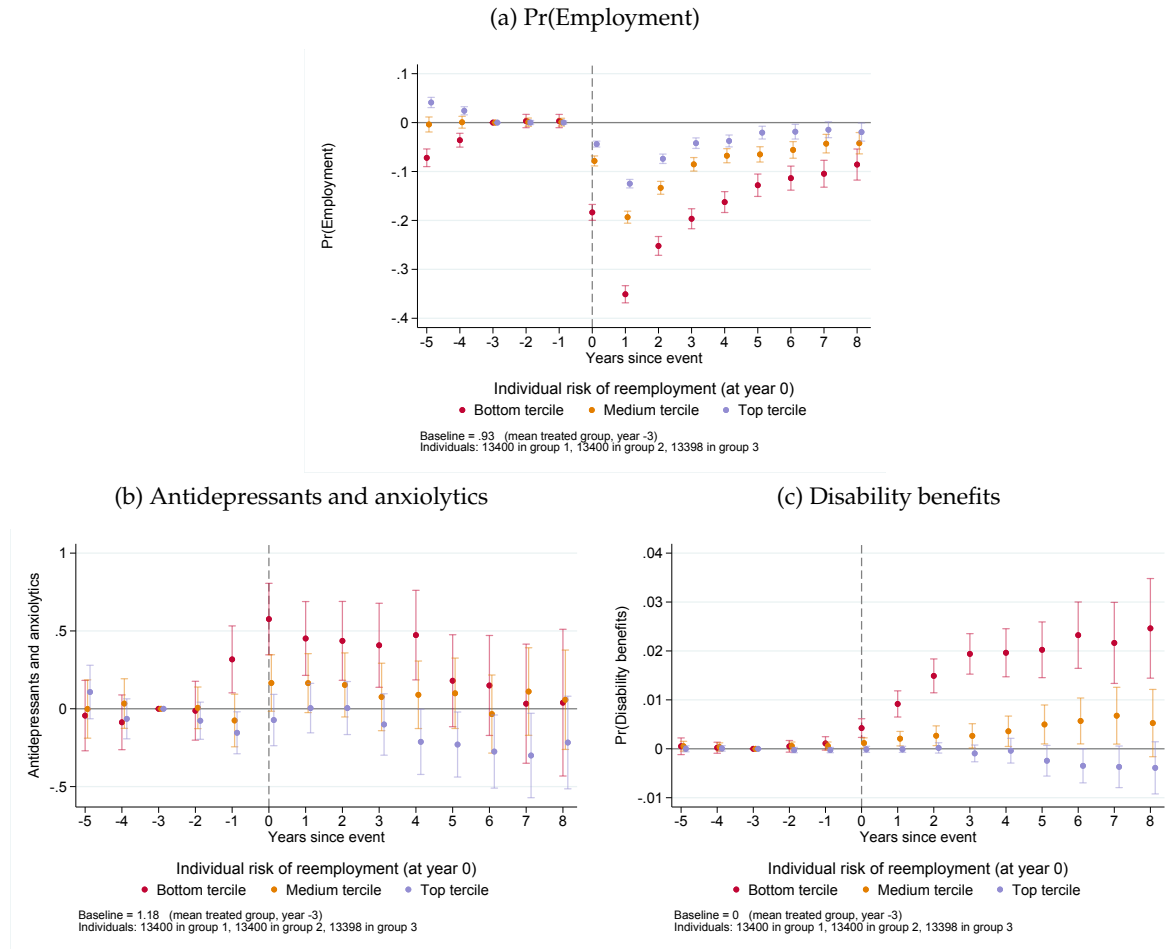 (a) Pr(Employment)
.1
0
-.1
-.2
-.3
-.4
Pr(Employment)
-5 -4 -3 -2 -1 0 1 2 3 4 5 6 7 8
Years since event
Individual risk of reemployment (at year 0)
Bottom tercile Medium tercile Top tercile
Baseline = .93 (mean treated group, year -3)
Individuals: 13400 in group 1, 13400 in group 2, 13398 in group 3
(b) Antidepressants and anxiolytics
1
.5
0
-.5
Antidepressants and anxiolytics
-5 -4 -3 -2 -1 0 1 2 3 4 5 6 7 8
Years since event
Individual risk of reemployment (at year 0)
Bottom tercile Medium tercile Top tercile
Baseline = 1.18 (mean treated group, year -3)
Individuals: 13400 in group 1, 13400 in group 2, 13398 in group 3
(c) Disability benefits
.04
.03
.02
.01
0
-.01
Pr(Disability benefits)
-5 -4 -3 -2 -1 0 1 2 3 4 5 6 7 8
Years since event
Individual risk of reemployment (at year 0)
Bottom tercile Medium tercile Top tercile
Baseline = 0 (mean treated group, year -3)
Individuals: 13400 in group 1, 13400 in group 2, 13398 in group 3